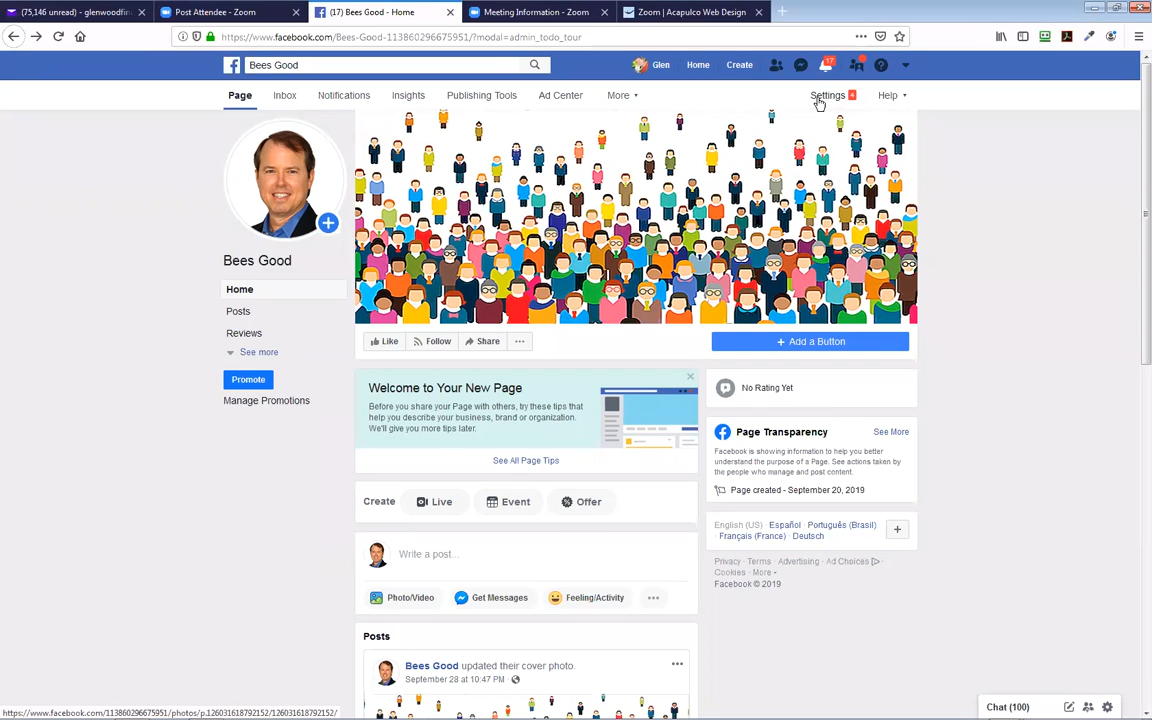 (75,146 unread) - glenwoodfin
Post Attendee - Zoom
(17) Bees Good - Home
Meeting Information - Zoom
Zoom | Acapulco Web Design
https://www.facebook.com/Bees-Good-113860296675951/?modal=admin_todo_tour
Bees Good
Glen
Home
Create
17
Page
Inbox
Notifications
Insights
Publishing Tools
Ad Center
More
Settings 4
Help
Bees Good
Home
Posts
Reviews
See more
Promote
Manage Promotions
Like
Follow
Share
+ Add a Button
Welcome to Your New Page
Before you share your Page with others, try these tips that
help you describe your business, brand or organization.
We'll give you more tips later.
See All Page Tips
Create
Live
Event
Offer
Write a post...
Photo/Video
Get Messages
Feeling/Activity
Posts
Bees Good updated their cover photo.
September 28 at 10:47 PM ·
No Rating Yet
Page Transparency
See More
Facebook is showing information to help you better
understand the purpose of a Page. See actions taken by
the people who manage and post content.
Page created - September 20, 2019
English (US) · Español · Português (Brasil)
· Français (France) · Deutsch
Privacy · Terms · Advertising · Ad Choices ·
Cookies · More
Facebook © 2019
Chat (100)
https://www.facebook.com/113860296675951/photos/p.126031618792152/126031618792152/